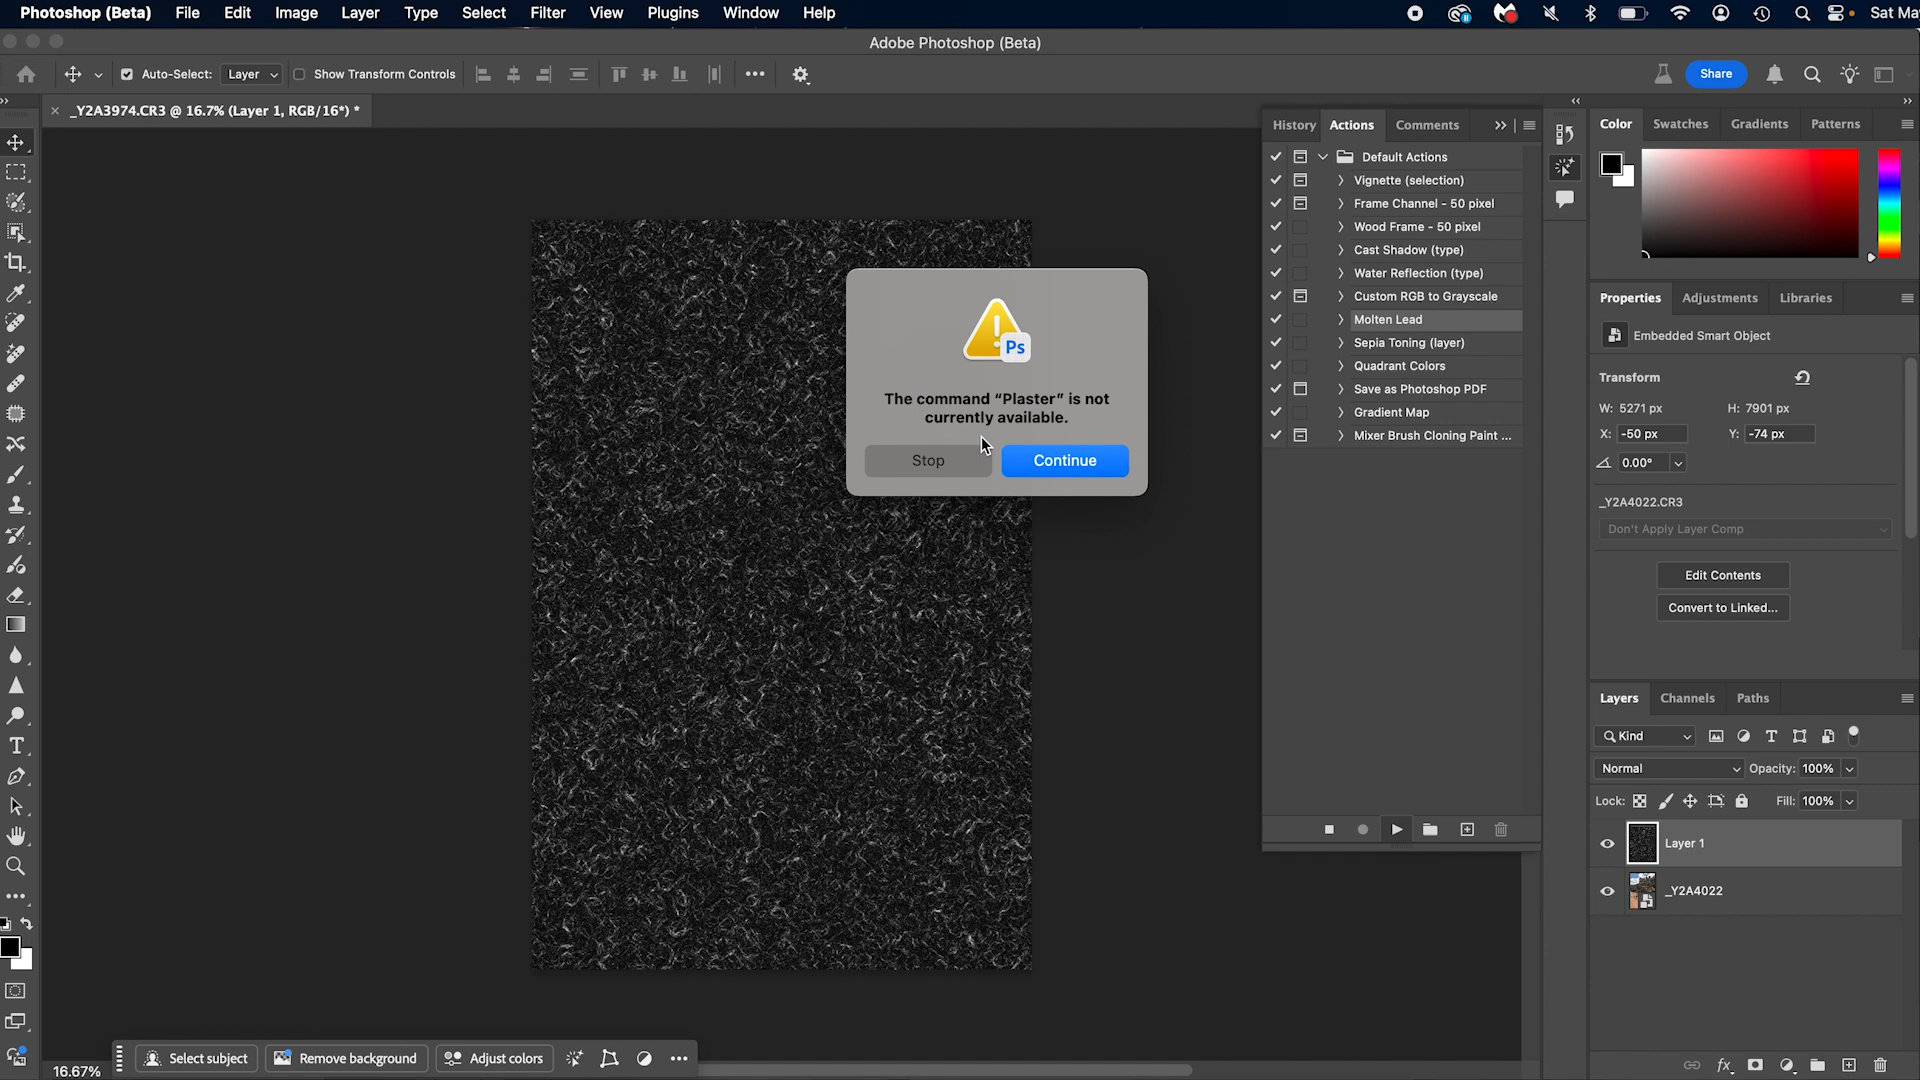 Photoshop (Beta) File Edit Image Layer Type Select Filter View Plugins Window Help Sat May
Adobe Photoshop (Beta)
Auto-Select: Layer Show Transform Controls Share
_Y2A3974.CR3 @ 16.7% (Layer 1, RGB/16*) *
History Actions Comments
Default Actions
Vignette (selection)
Frame Channel - 50 pixel
Wood Frame - 50 pixel
Cast Shadow (type)
Water Reflection (type)
Custom RGB to Grayscale
Molten Lead
Sepia Toning (layer)
Quadrant Colors
Save as Photoshop PDF
Gradient Map
Mixer Brush Cloning Paint ...
Ps
The command “Plaster” is not
currently available.
Stop Continue
Color Swatches Gradients Patterns
Properties Adjustments Libraries
Embedded Smart Object
Transform
W: 5271 px H: 7901 px
X: -50 px Y: -74 px
0.00°
_Y2A4022.CR3
Don't Apply Layer Comp
Edit Contents
Convert to Linked...
Layers Channels Paths
Kind
Normal Opacity: 100%
Lock: Fill: 100%
Layer 1
_Y2A4022
16.67% Select subject Remove background Adjust colors